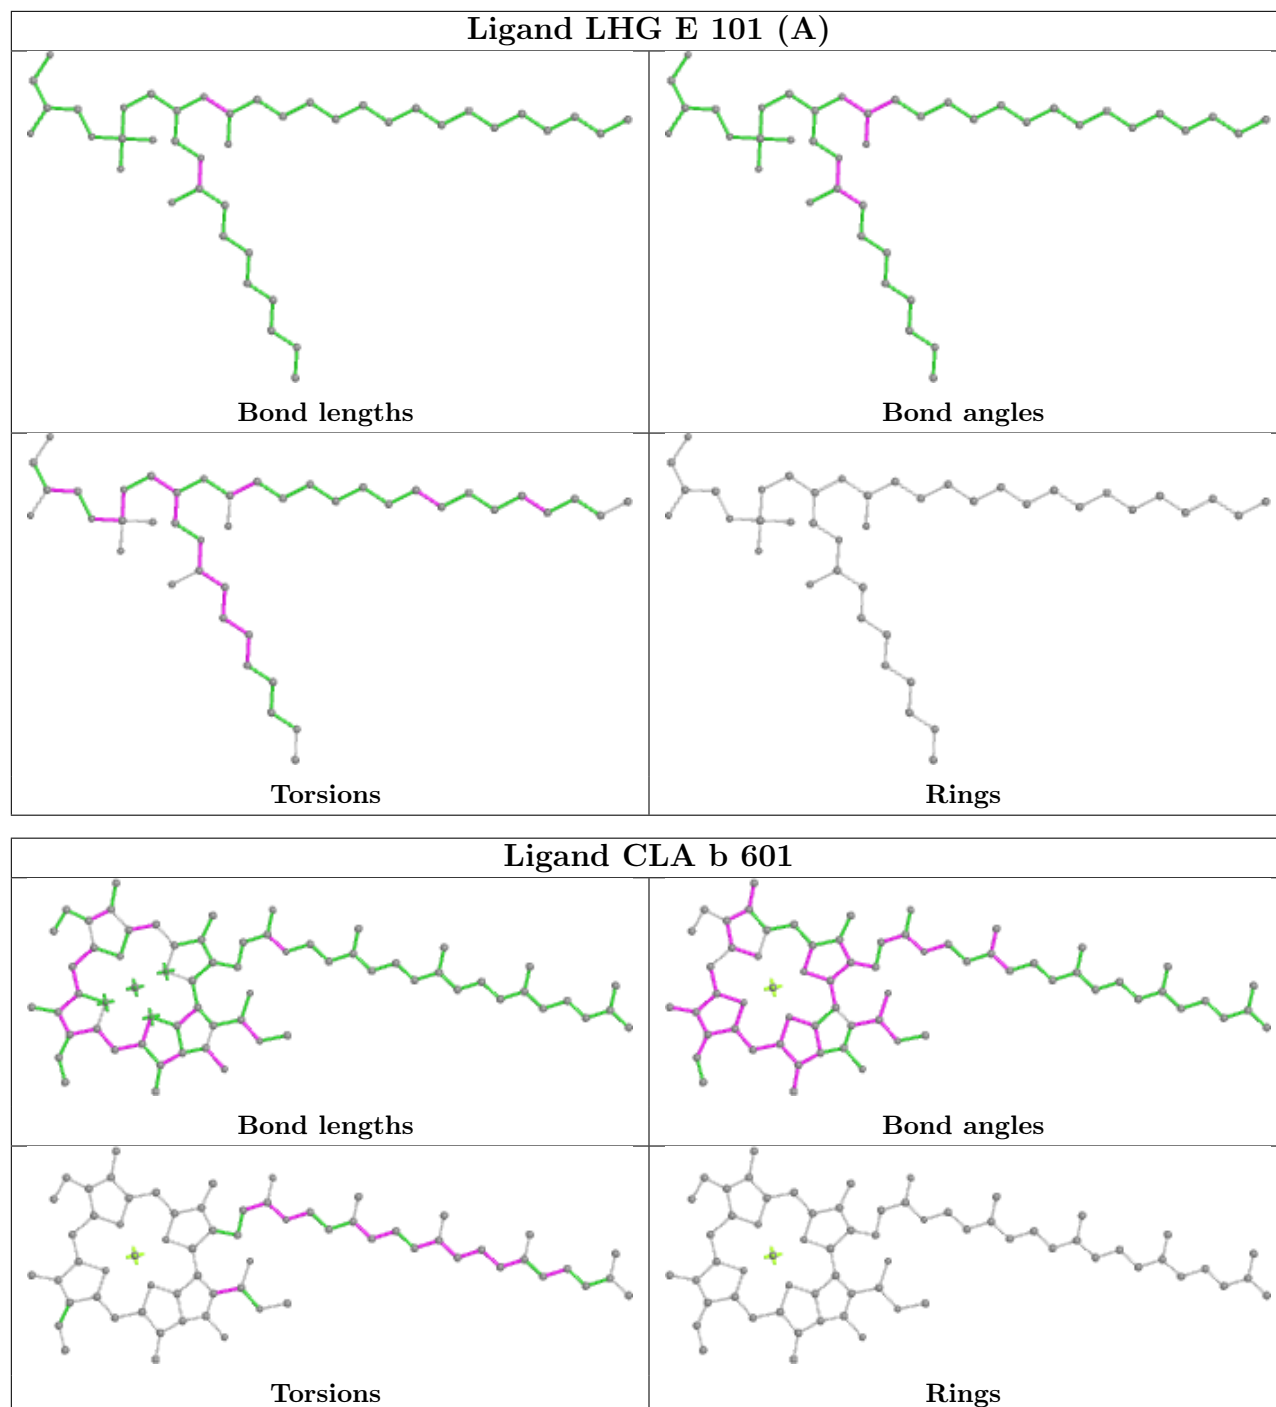 Ligand LHG E 101 (A)
Bond lengths
Bond angles
Torsions
Rings
Ligand CLA b 601
Bond lengths
Bond angles
Torsions
Rings